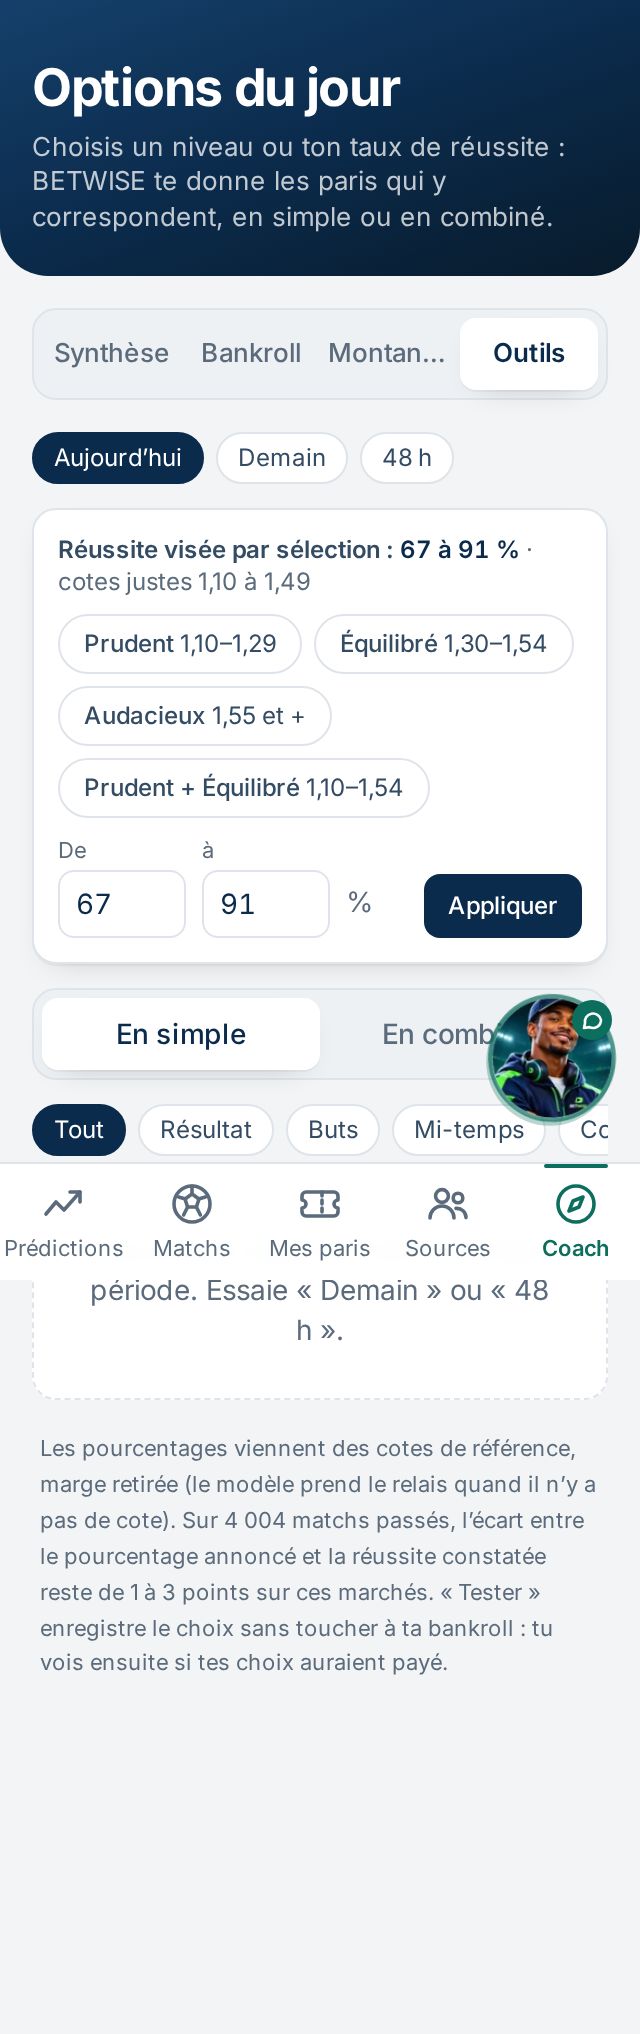 Options du jour
Choisis un niveau ou ton taux de réussite :
BETWISE te donne les paris qui y
correspondent, en simple ou en combiné.
Synthèse Bankroll Montan... Outils
Aujourd’hui Demain 48 h
Réussite visée par sélection : 67 à 91 % ·
cotes justes 1,10 à 1,49
Prudent 1,10–1,29 Équilibré 1,30–1,54
Audacieux 1,55 et +
Prudent + Équilibré 1,10–1,54
De à
67 91 % Appliquer
En simple En comb
Tout Résultat Buts Mi-temps Co
Prédictions Matchs Mes paris Sources Coach
période. Essaie « Demain » ou « 48
h ».
Les pourcentages viennent des cotes de référence,
marge retirée (le modèle prend le relais quand il n’y a
pas de cote). Sur 4 004 matchs passés, l’écart entre
le pourcentage annoncé et la réussite constatée
reste de 1 à 3 points sur ces marchés. « Tester »
enregistre le choix sans toucher à ta bankroll : tu
vois ensuite si tes choix auraient payé.